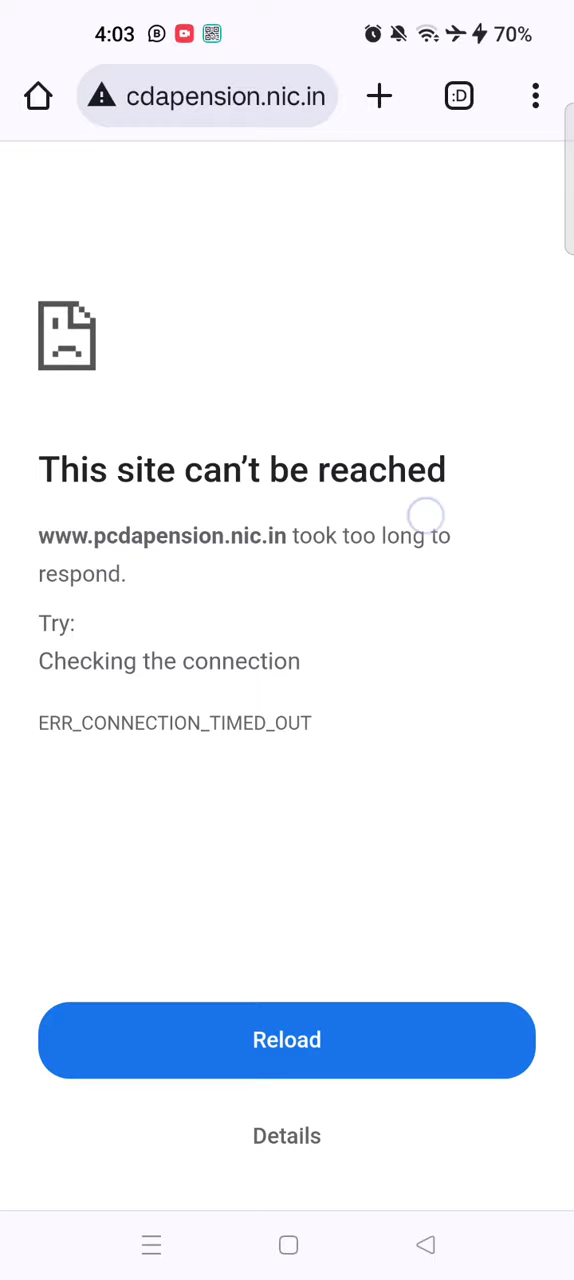 4:03 70%
cdapension.nic.in
This site can’t be reached
www.pcdapension.nic.in took too long to
respond.
Try:
Checking the connection
ERR_CONNECTION_TIMED_OUT
Reload
Details